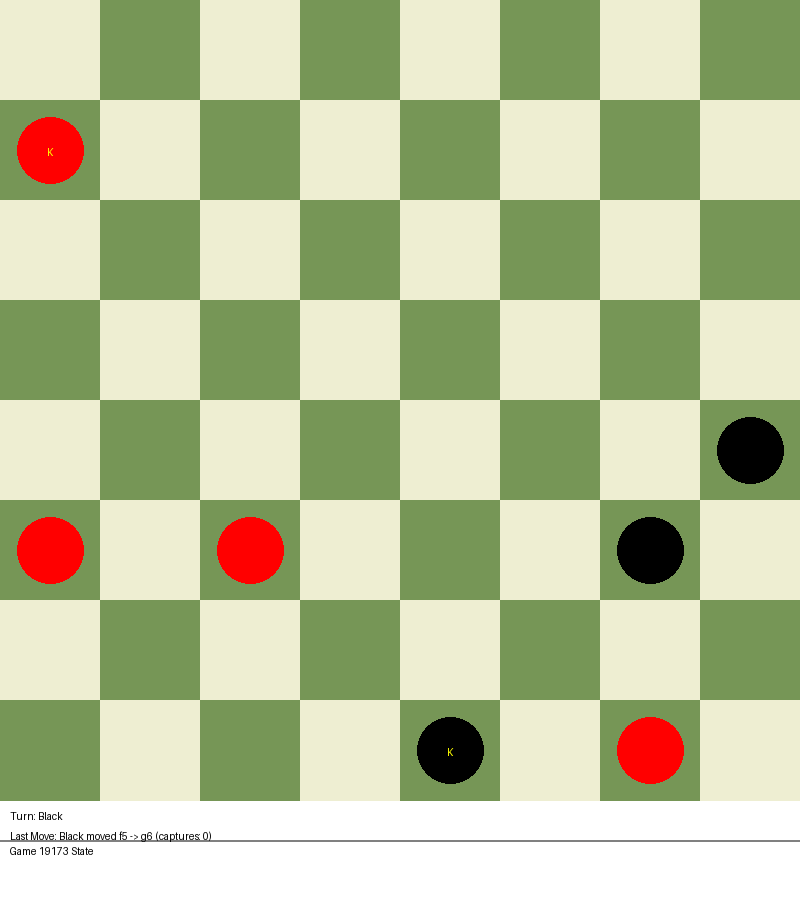 K
K
Turn: Black
Last Move: Black moved f5 -> g6 (captures: 0)
Game 19173 State